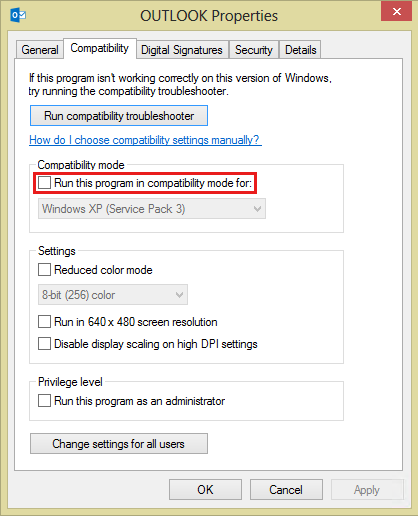 OUTLOOK Properties
General Compatibility Digital Signatures Security Details
If this program isn't working correctly on this version of Windows,
try running the compatibility troubleshooter.
Run compatibility troubleshooter
How do I choose compatibility settings manually?
Compatibility mode
Run this program in compatibility mode for:
Windows XP (Service Pack 3)
Settings
Reduced color mode
8-bit (256) color
Run in 640 x 480 screen resolution
Disable display scaling on high DPI settings
Privilege level
Run this program as an administrator
Change settings for all users
OK Cancel Apply